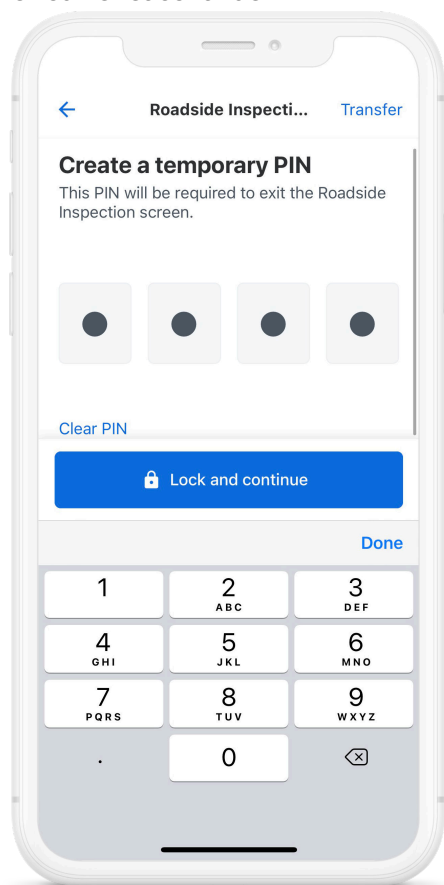 Roadside Inspecti... Transfer
Create a temporary PIN
This PIN will be required to exit the Roadside
Inspection screen.
Clear PIN
Lock and continue
Done
1 2 3
ABC DEF
4 5 6
GHI JKL MNO
7 8 9
PQRS TUV WXYZ
. 0